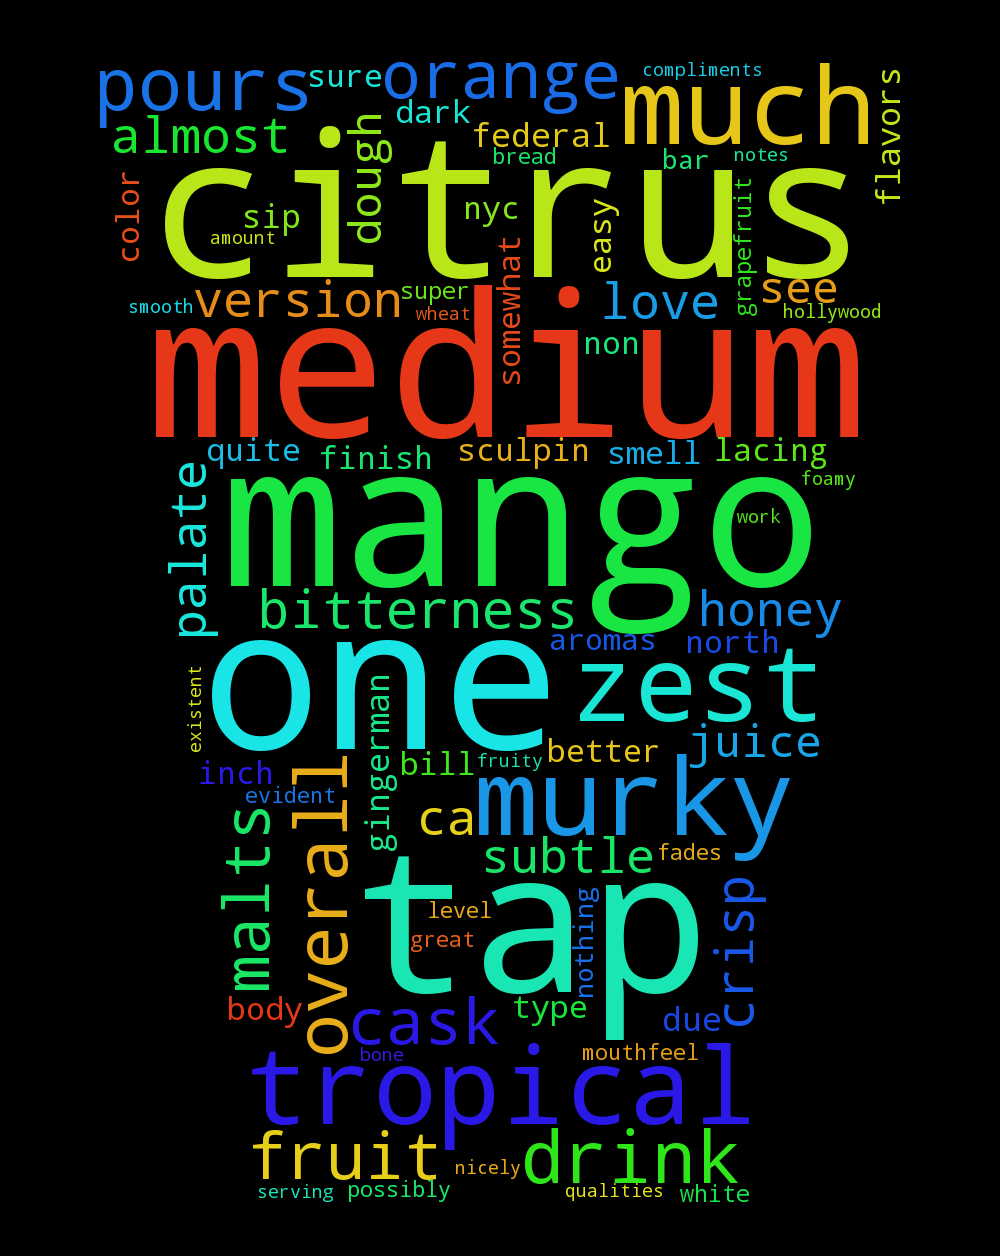 pours
sure
orange
compliments
much
flavors
dark
almost
dough
federal
bread
bar
notes
citrus
color
sip
amount
nyc
easy
grapefruit
somewhat
see
version
super
love
smooth
wheat
hollywood
medium
non
quite
finish
sculpin
smell
lacing
foamy
palate
mango
work
bitterness
honey
aromas
north
one
zest
existent
gingerman
juice
inch
bill
fruity
better
evident
overall
murky
ca
malts
subtle
fades
tap
level
great
nothing
crisp
body
cask
type
due
bone
mouthfeel
tropical
fruit
nicely
drink
serving
possibly
qualities
white